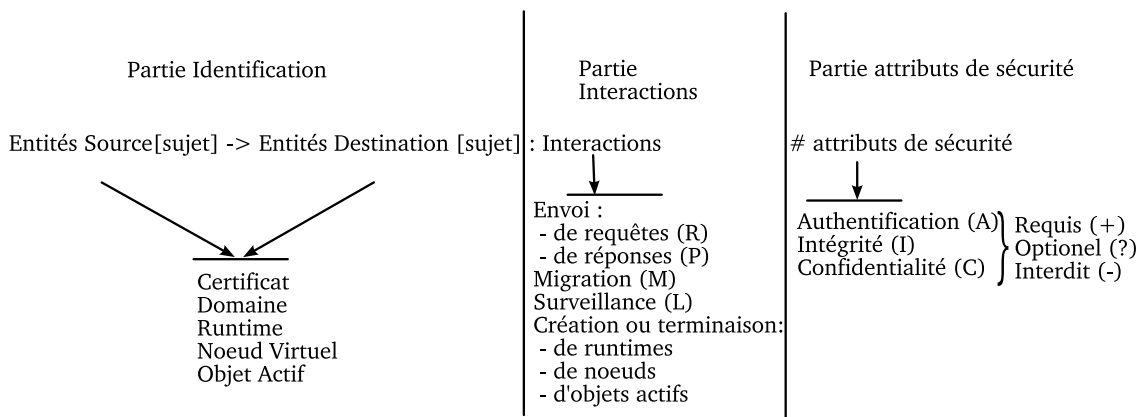 Partie Identification
Partie
Interactions
Partie attributs de sécurité
Entités Source[sujet] -> Entités Destination [sujet] : Interactions # attributs de sécurité
Certificat
Domaine
Runtime
Noeud Virtuel
Objet Actif
Envoi :
- de requêtes (R)
- de réponses (P)
Migration (M)
Surveillance (L)
Création ou terminaison:
- de runtimes
- de noeuds
- d'objets actifs
Authentification (A)
Intégrité (I)
Confidentialité (C)
Requis (+)
Optionel (?)
Interdit (-)